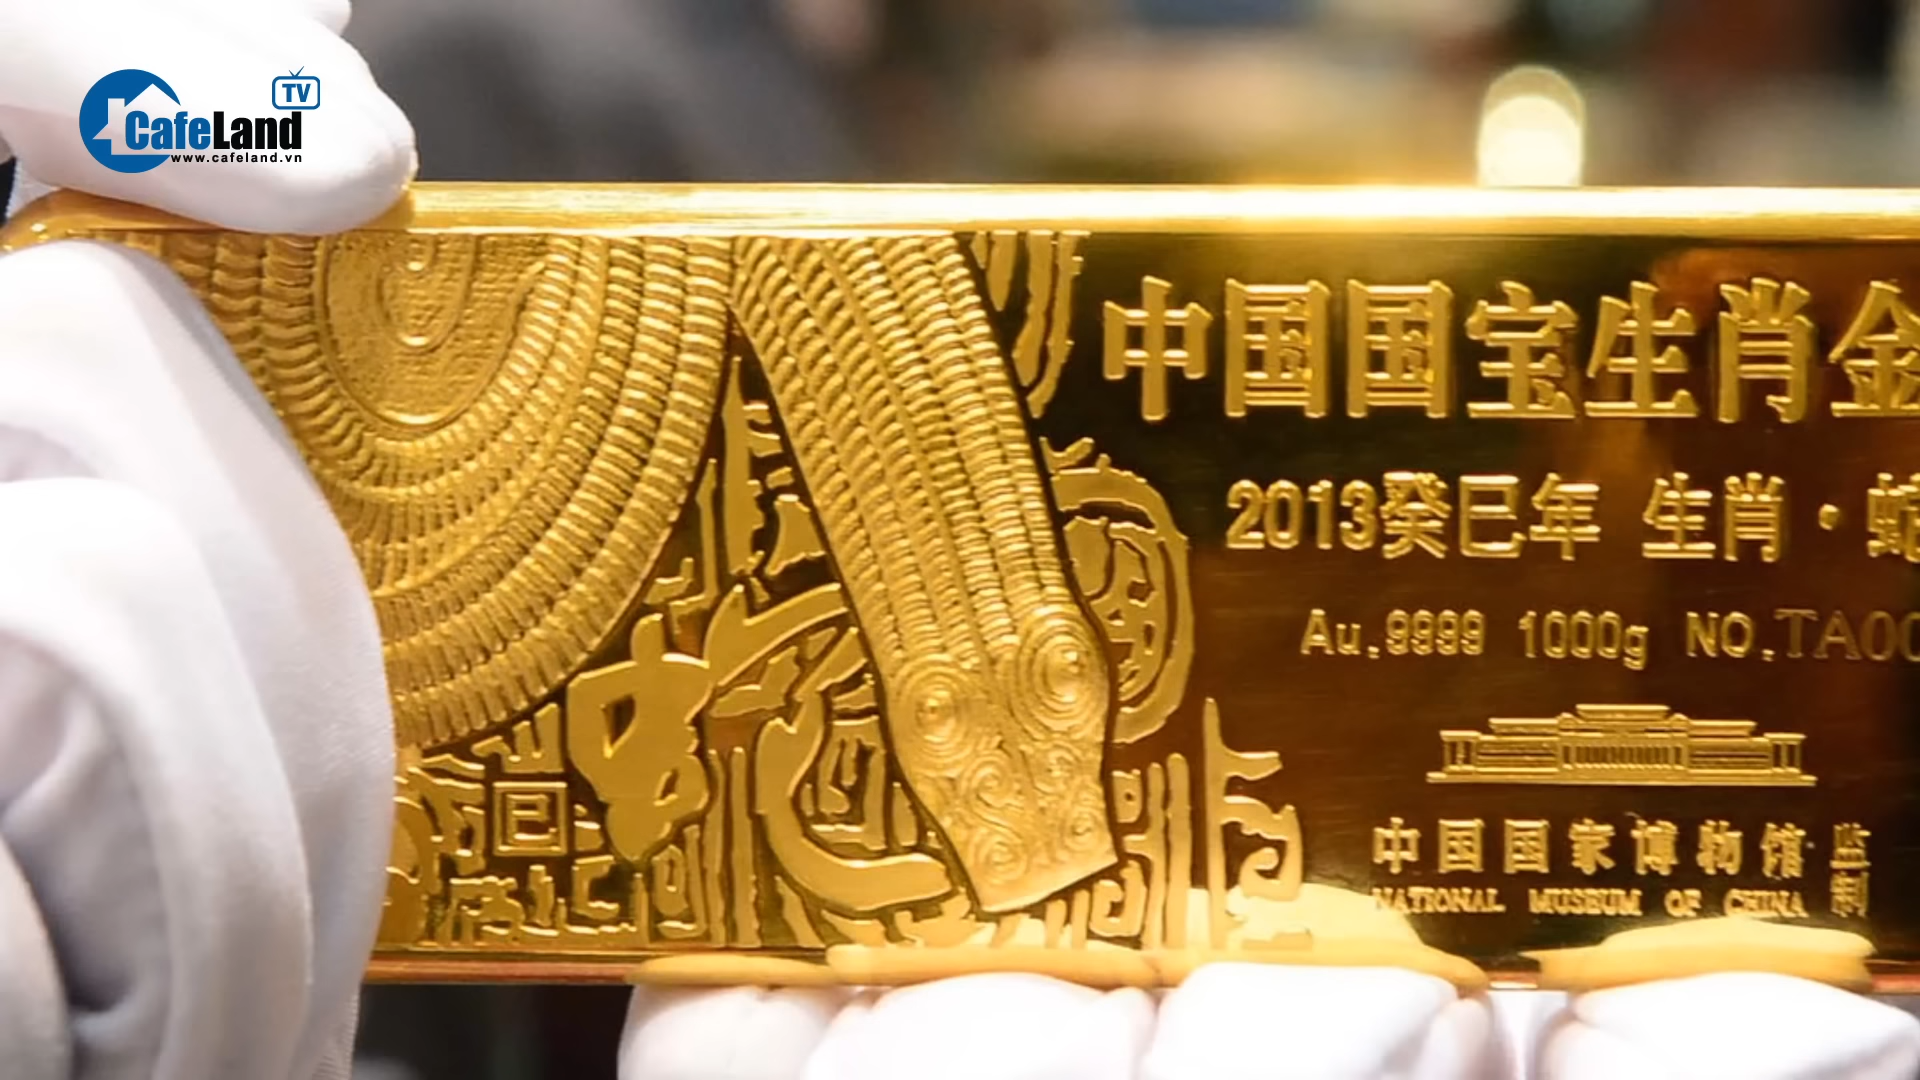 TV
CafeLand
www.cafeland.vn
中国国宝生肖金
2013癸巳年 生肖·蛇
Au.9999 1000g NO.TA00
巳
中国国家博物馆 监制
NATIONAL MUSEUM OF CHINA